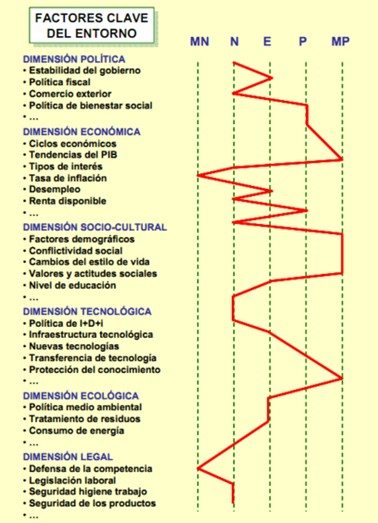 FACTORES CLAVE
DEL ENTORNO
MN N E P MP
DIMENSIÓN POLÍTICA
• Estabilidad del gobierno
• Política fiscal
• Comercio exterior
• Política de bienestar social
• ...
DIMENSIÓN ECONÓMICA
• Ciclos económicos
• Tendencias del PIB
• Tipos de interés
• Tasa de inflación
• Desempleo
• Renta disponible
• ...
DIMENSIÓN SOCIO-CULTURAL
• Factores demográficos
• Conflictividad social
• Cambios del estilo de vida
• Valores y actitudes sociales
• Nivel de educación
• ...
DIMENSIÓN TECNOLÓGICA
• Política de I+D+i
• Infraestructura tecnológica
• Nuevas tecnologías
• Transferencia de tecnología
• Protección del conocimiento
• ...
DIMENSIÓN ECOLÓGICA
• Política medio ambiental
• Tratamiento de residuos
• Consumo de energía
• ...
DIMENSIÓN LEGAL
• Defensa de la competencia
• Legislación laboral
• Seguridad higiene trabajo
• Seguridad de los productos
• ...